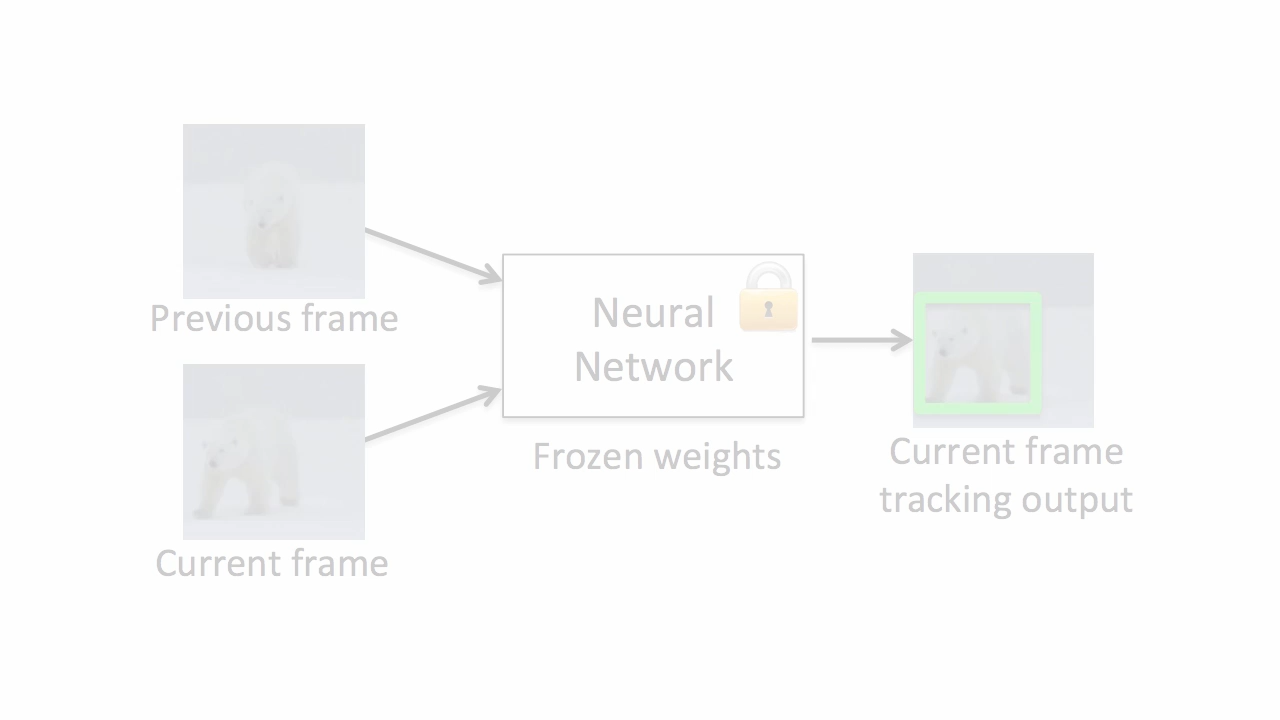 Previous frame
Current frame
Neural
Network
Frozen weights
Current frame
tracking output